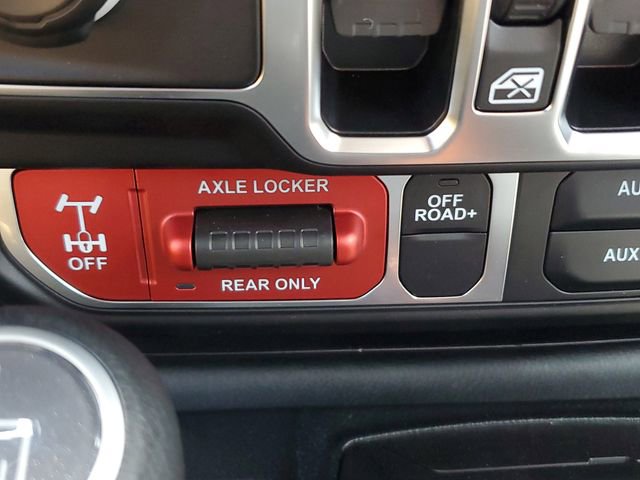 AXLE LOCKER
OFF
REAR ONLY
OFF
ROAD+
AU
AUX